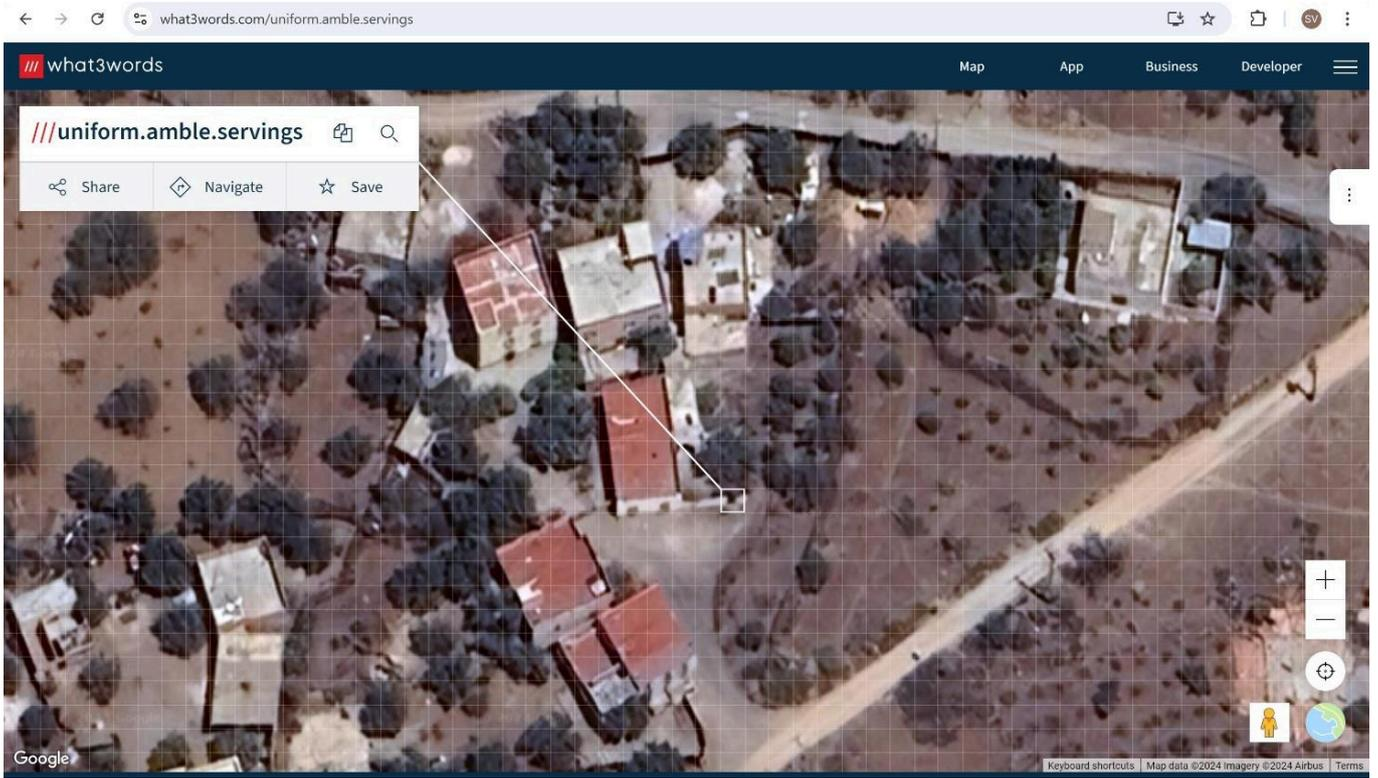 what3words.com/uniform.amble.servings
SV
/// what3words
Map
App
Business
Developer
///uniform.amble.servings
Share
Navigate
Save
Google
Keyboard shortcuts
Map data ©2024 Imagery ©2024 Airbus
Terms